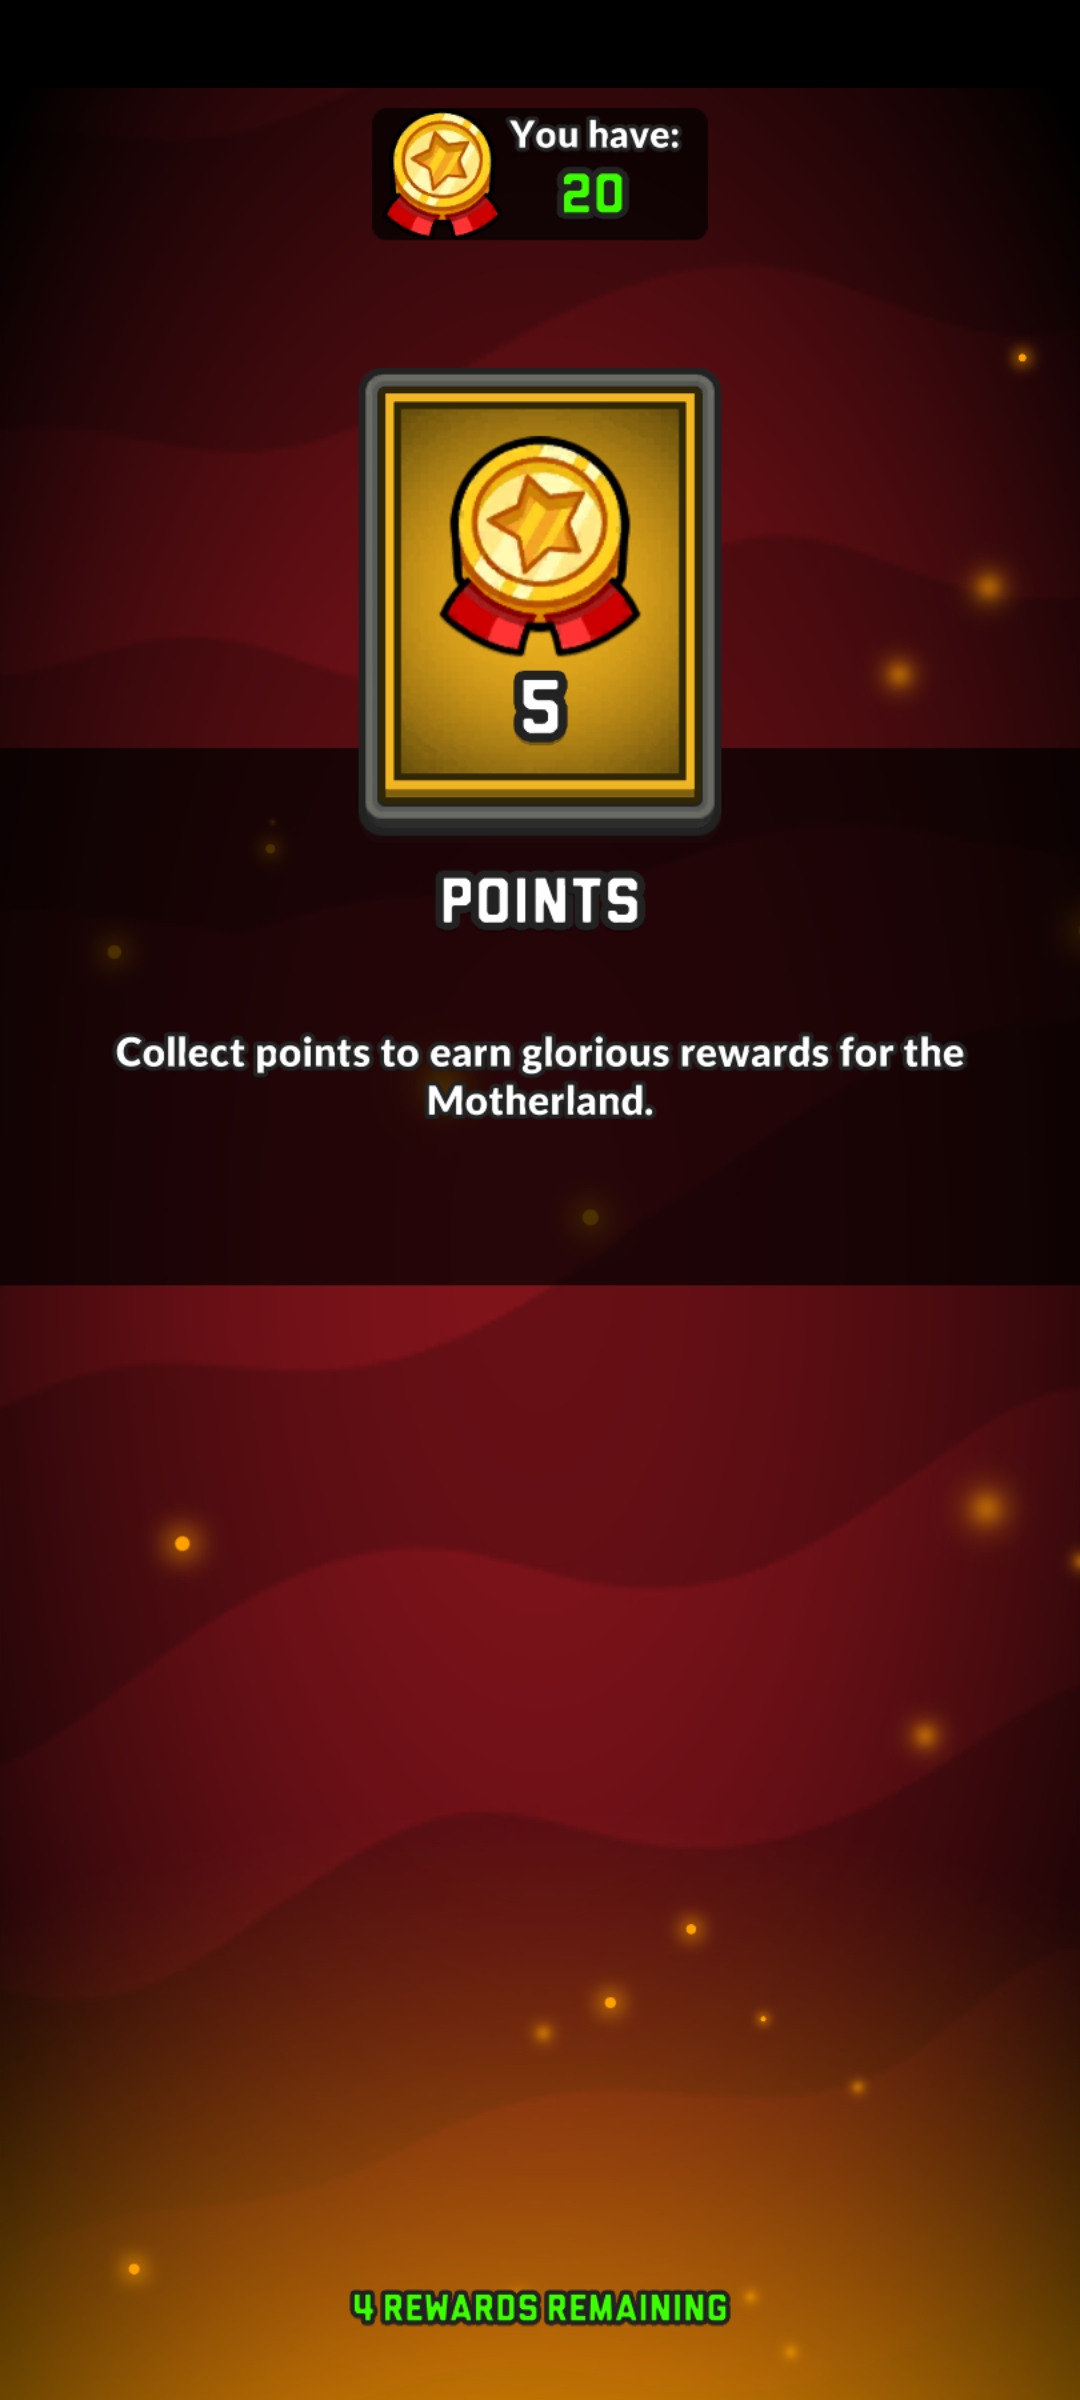 You have:
20
5
POINTS
Collect points to earn glorious rewards for the
Motherland.
4 REWARDS REMAINING